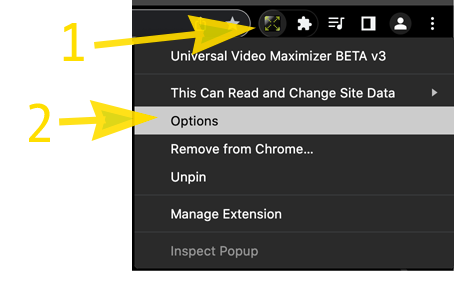 1
Universal Video Maximizer BETA v3
This Can Read and Change Site Data
2
Options
Remove from Chrome...
Unpin
Manage Extension
Inspect Popup